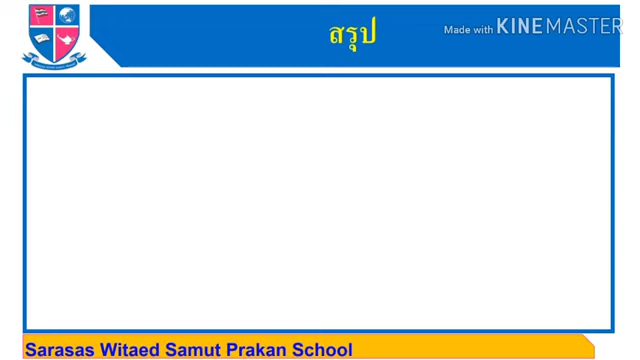 สรุป
Made with KINEMASTER
Sarasas Witaed Samut Prakan School